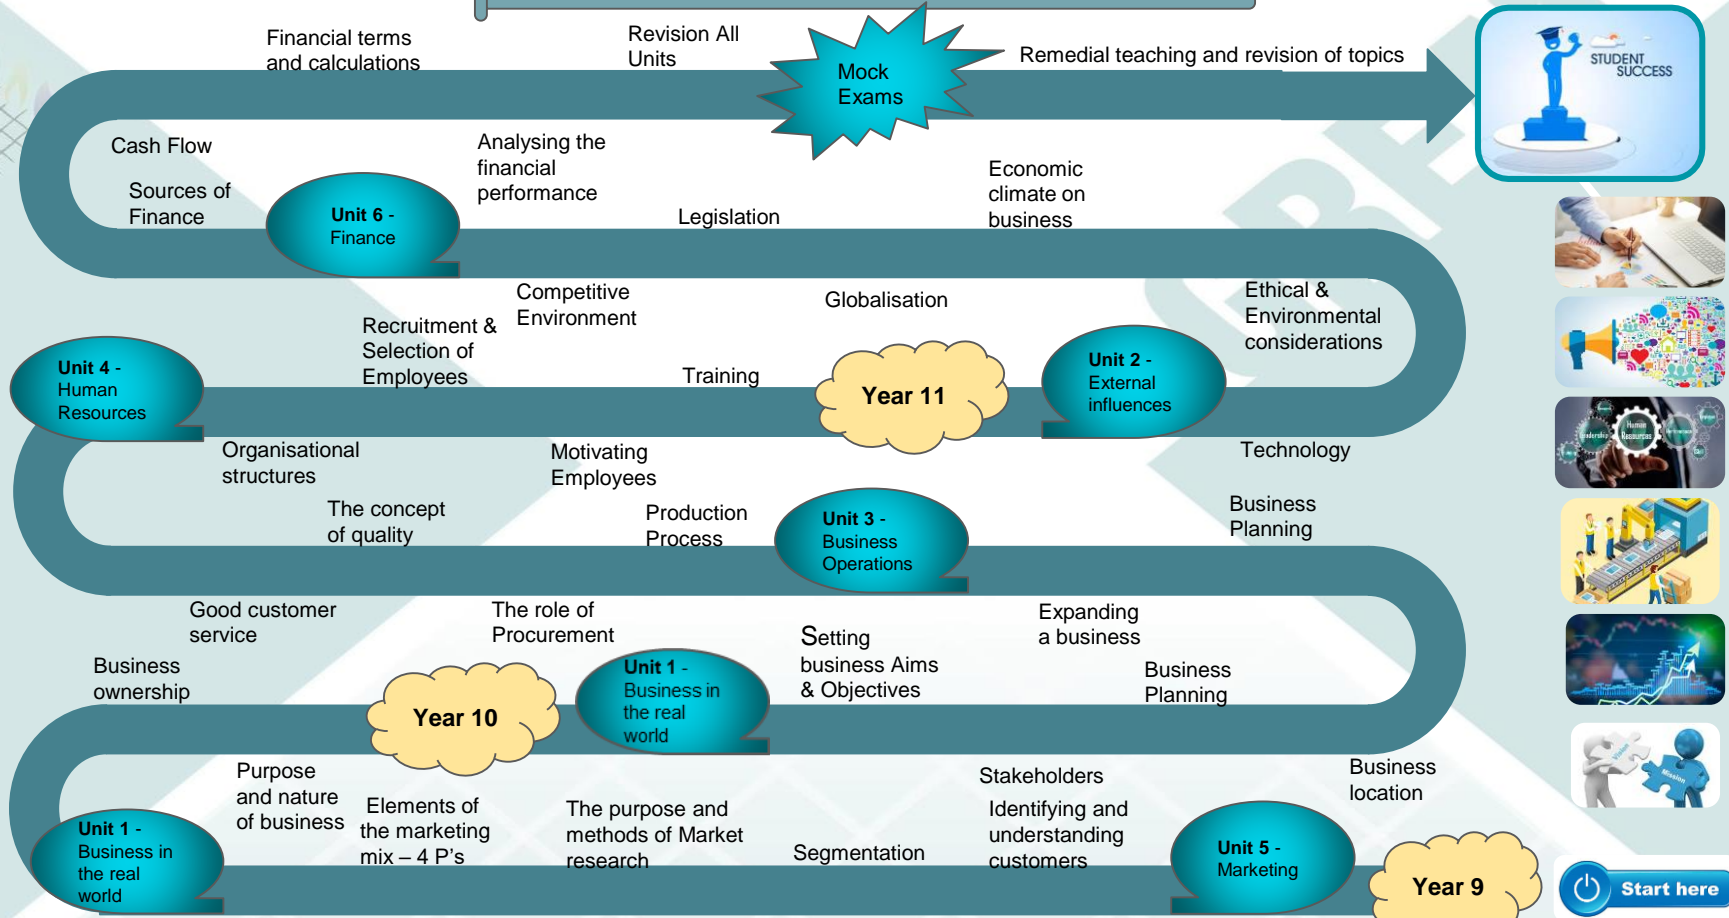 Financial terms
and calculations
Revision All
Units
Mock
Exams
Remedial teaching and revision of topics
STUDENT
SUCCESS
Cash Flow
Sources of
Finance
Unit 6 -
Finance
Analysing the
financial
performance
Legislation
Economic
climate on
business
Unit 4 -
Human
Resources
Recruitment &
Selection of
Employees
Competitive
Environment
Training
Globalisation
Year 11
Unit 2 -
External
influences
Ethical &
Environmental
considerations
Organisational
structures
The concept
of quality
Motivating
Employees
Production
Process
Unit 3 -
Business
Operations
Technology
Business
Planning
Human
Resources
Leadership
Good customer
service
Business
ownership
The role of
Procurement
Year 10
Unit 1 -
Business in
the real
world
Setting
business Aims
& Objectives
Expanding
a business
Business
Planning
Unit 1 -
Business in
the real
world
Purpose
and nature
of business
Elements of
the marketing
mix – 4 P's
The purpose and
methods of Market
research
Segmentation
Stakeholders
Identifying and
understanding
customers
Unit 5 -
Marketing
Business
location
Year 9
Vision
Mission
Start here